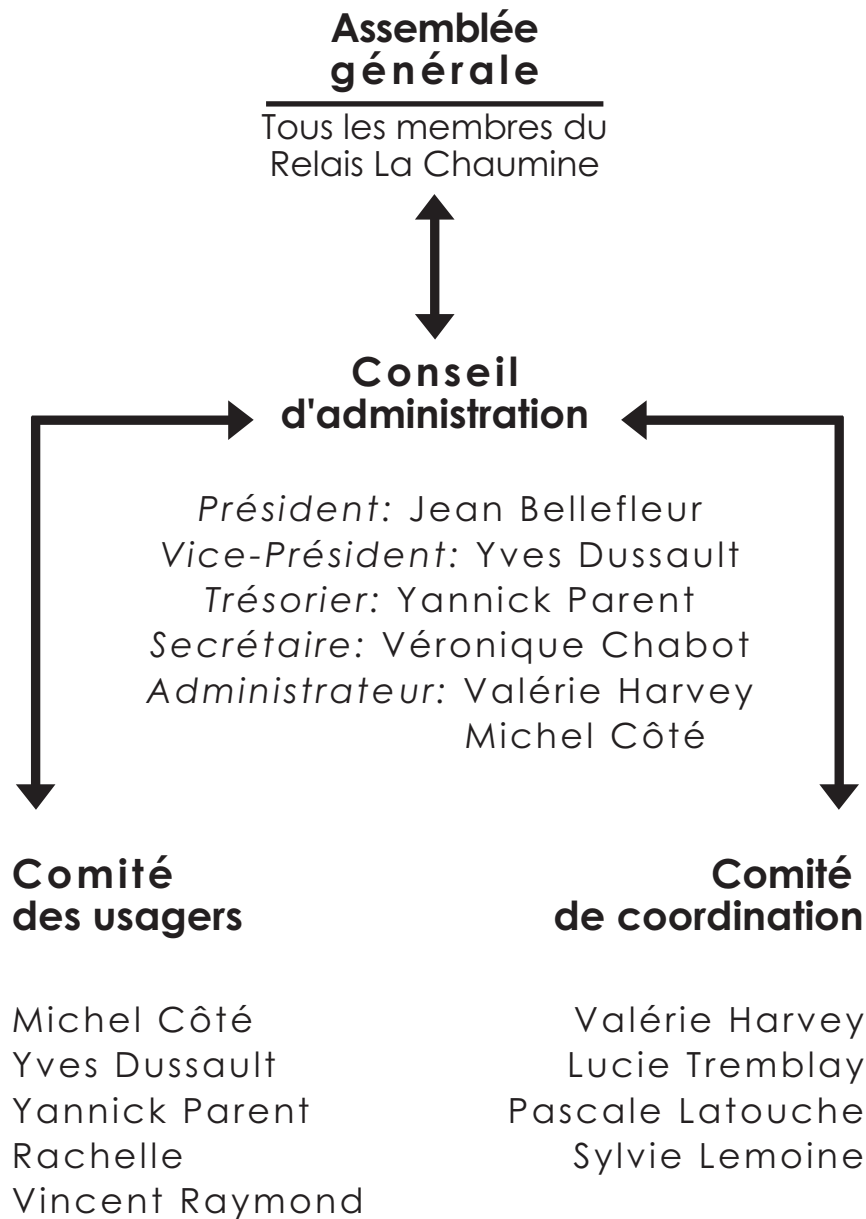 Assemblée
générale
Tous les membres du
Relais La Chaumine
Conseil
d'administration
Président: Jean Bellefleur
Vice-Président: Yves Dussault
Trésorier: Yannick Parent
Secrétaire: Véronique Chabot
Administrateur: Valérie Harvey
Michel Côté
Comité
des usagers
Michel Côté
Yves Dussault
Yannick Parent
Rachelle
Vincent Raymond
Comité
de coordination
Valérie Harvey
Lucie Tremblay
Pascale Latouche
Sylvie Lemoine